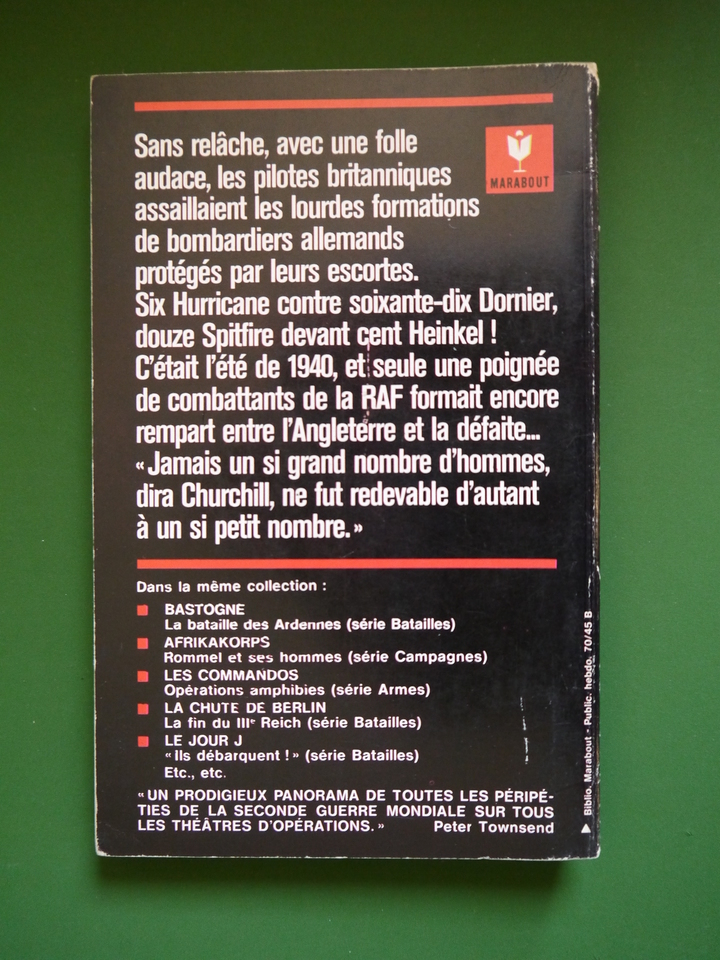 Sans relâche, avec une folle
audace, les pilotes britanniques
assaillaient les lourdes formations
de bombardiers allemands
protégés par leurs escortes.
Six Hurricane contre soixante-dix Dornier,
douze Spitfire devant cent Heinkel !
C'était l'été de 1940, et seule une poignée
de combattants de la RAF formait encore
rempart entre l'Angleterre et la défaite...
«Jamais un si grand nombre d'hommes,
dira Churchill, ne fut redevable d'autant
à un si petit nombre.»
MARABOUT
Dans la même collection :
BASTOGNE
La bataille des Ardennes (série Batailles)
AFRIKAKORPS
Rommel et ses hommes (série Campagnes)
LES COMMANDOS
Opérations amphibies (série Armes)
LA CHUTE DE BERLIN
La fin du IIIe Reich (série Batailles)
LE JOUR J
«Ils débarquent !» (série Batailles)
Etc., etc.
«UN PRODIGIEUX PANORAMA DE TOUTES LES PÉRIPÉ-
TIES DE LA SECONDE GUERRE MONDIALE SUR TOUS
LES THÉÂTRES D'OPÉRATIONS.» Peter Townsend
▶ Biblio. Marabout - Public. hebdo. 70/45 B